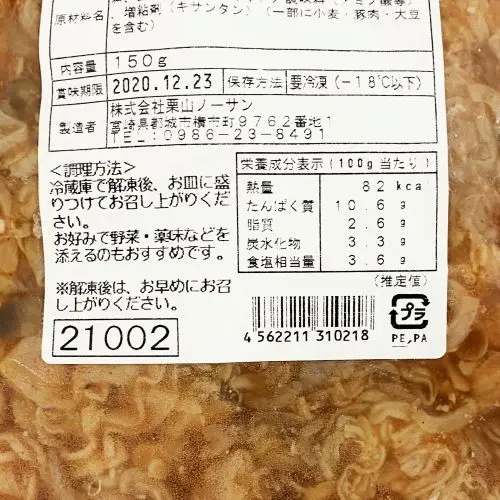 原材料名
、増粘剤（キサンタン）（一部に小麦・豚肉・大豆
を含む）
内容量 150g
賞味期限 2020.12.23 保存方法 要冷凍（－18℃以下）
製造者 株式会社栗山ノーサン
宮崎県都城市横市町9762番地1
TEL：0986-23-8491
＜調理方法＞
冷蔵庫で解凍後、お皿に盛
りつけてお召し上がりくださ
い。
お好みで野菜・薬味などを
添えるのもおすすめです。
※解凍後は、お早めにお召
し上がりください。
21002
栄養成分表示（100g当たり）
熱量 82 kcal
たんぱく質 10.6 g
脂質 2.6 g
炭水化物 3.3 g
食塩相当量 3.6 g
（推定値）
4 562211 310218
プラ
PE,PA